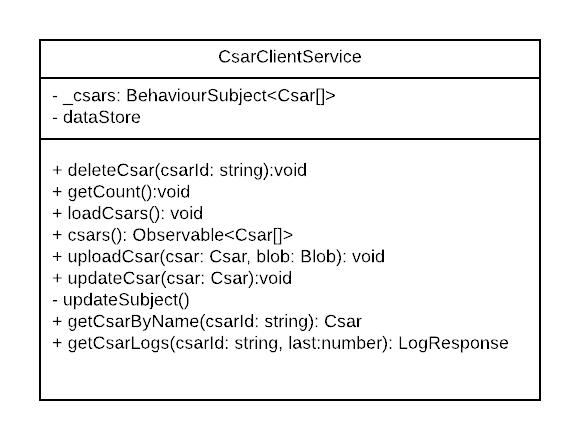 CsarClientService
- _csars: BehaviourSubject<Csar[]>
- dataStore
+ deleteCsar(csarId: string):void
+ getCount():void
+ loadCsars(): void
+ csars(): Observable<Csar[]>
+ uploadCsar(csar: Csar, blob: Blob): void
+ updateCsar(csar: Csar):void
- updateSubject()
+ getCsarByName(csarId: string): Csar
+ getCsarLogs(csarId: string, last:number): LogResponse